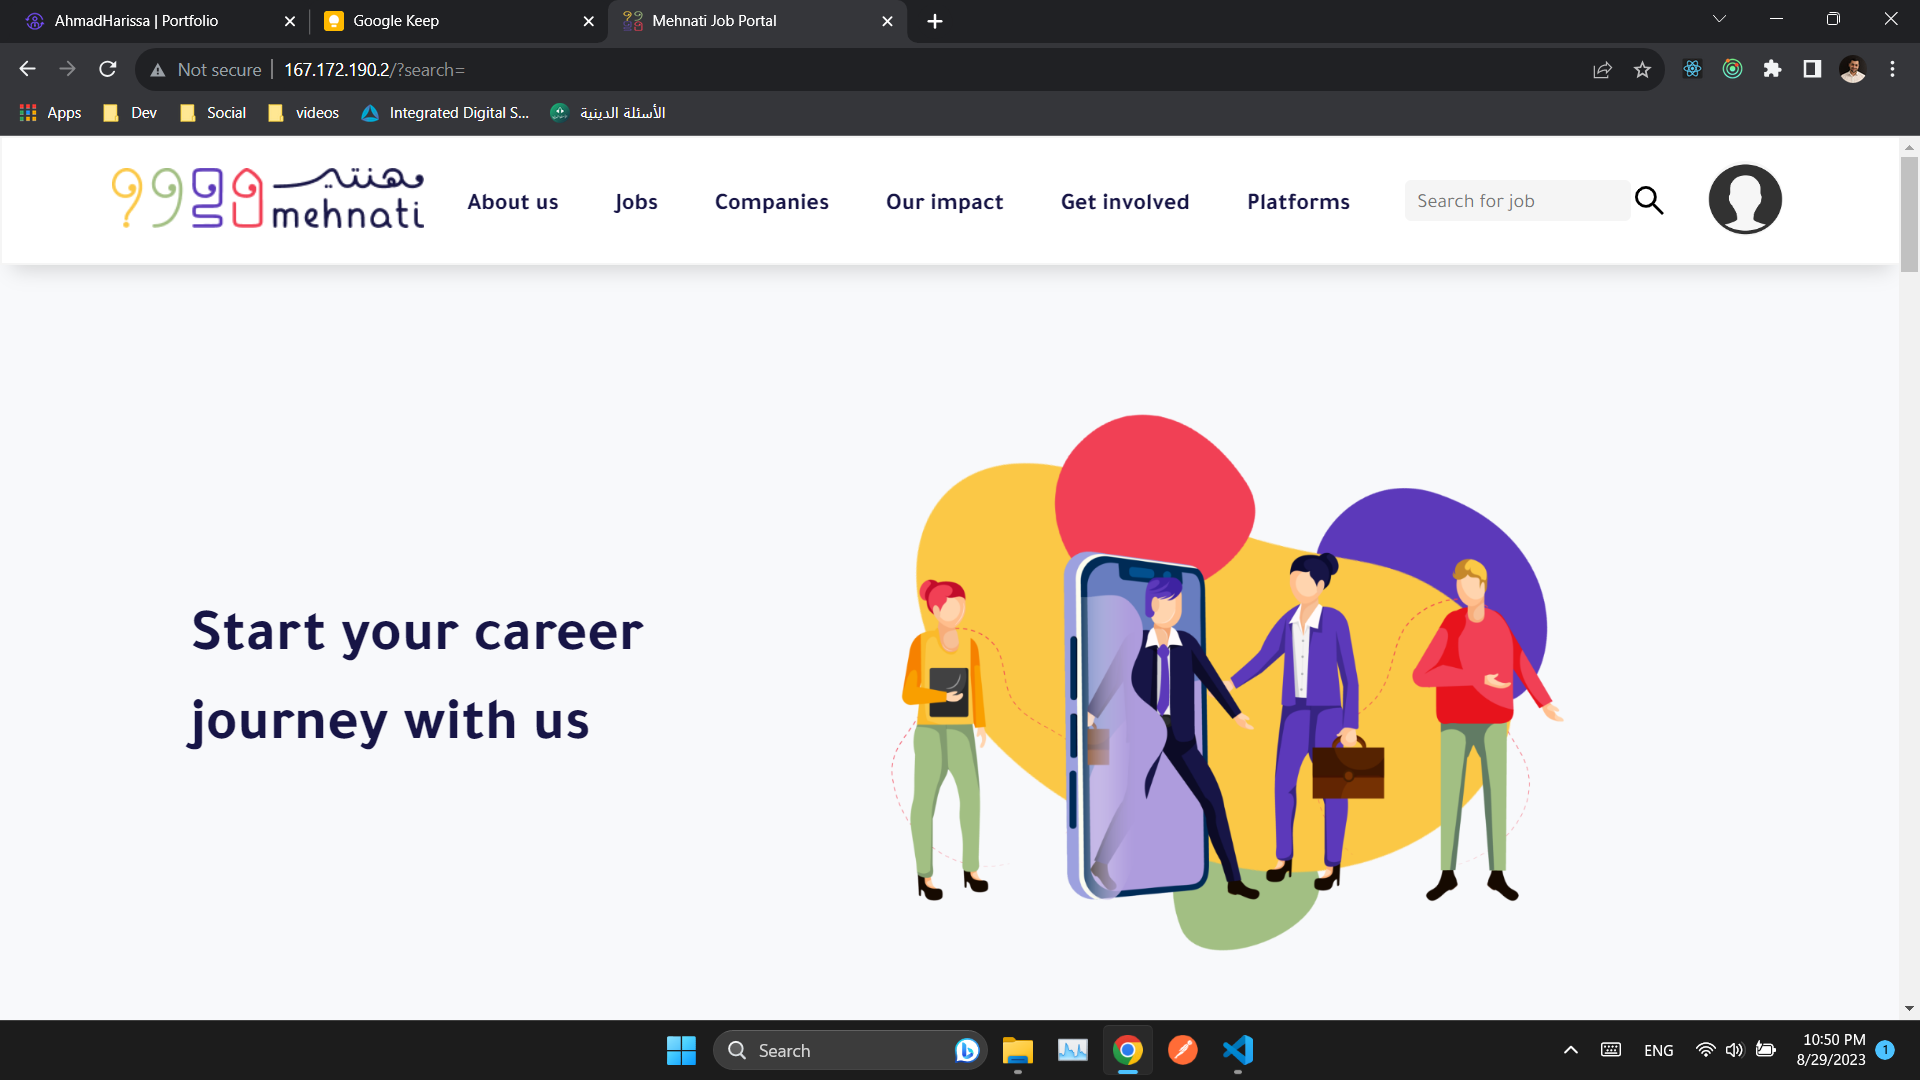 AhmadHarissa | Portfolio
Google Keep
Mehnati Job Portal
Not secure
167.172.190.2/?search=
Apps
Dev
Social
videos
Integrated Digital S...
الأسئلة الدينية
مهنتي
mehnati
About us
Jobs
Companies
Our impact
Get involved
Platforms
Search for job
Start your career
journey with us
Search
ENG
10:50 PM
8/29/2023
1